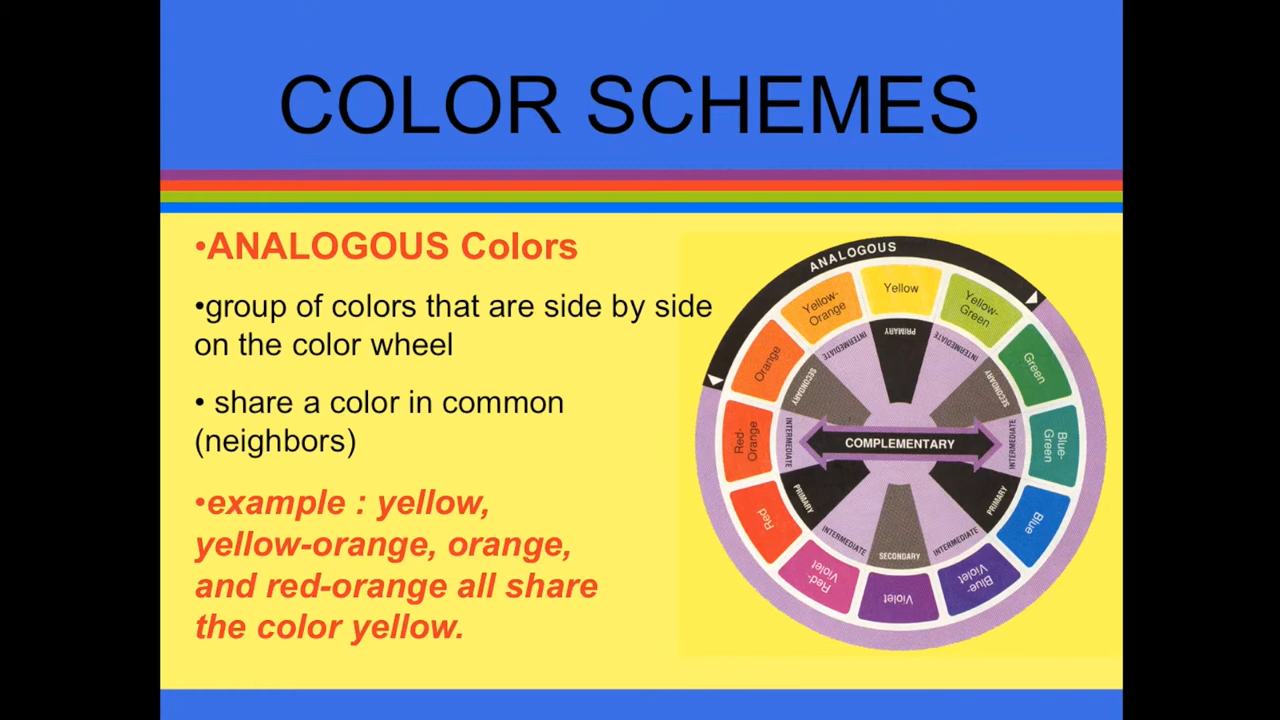 COLOR SCHEMES
•ANALOGOUS Colors
•group of colors that are side by side
on the color wheel
• share a color in common
(neighbors)
•example : yellow,
yellow-orange, orange,
and red-orange all share
the color yellow.
ANALOGOUS
Yellow
Yellow-
Green
Green
Blue-
Green
Blue
Blue-
Violet
Violet
Red-
Violet
Red
Red-
Orange
Orange
Yellow-
Orange
PRIMARY
INTERMEDIATE
SECONDARY
INTERMEDIATE
PRIMARY
INTERMEDIATE
SECONDARY
INTERMEDIATE
PRIMARY
INTERMEDIATE
SECONDARY
INTERMEDIATE
COMPLEMENTARY